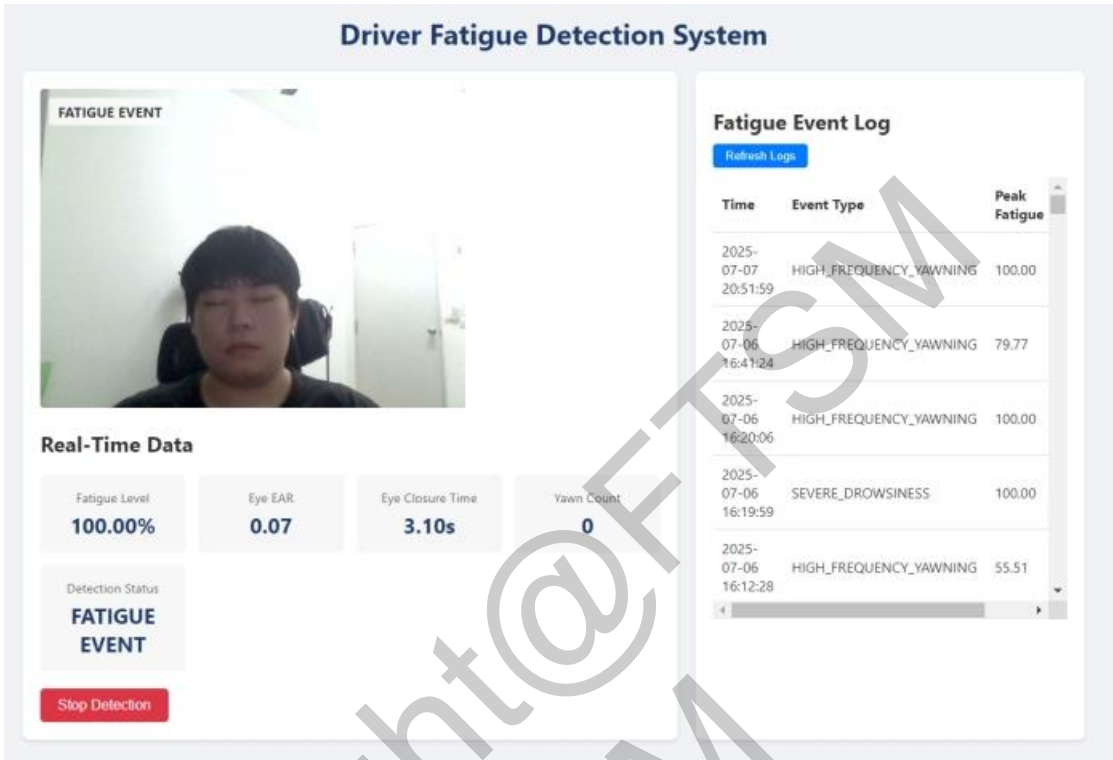 Driver Fatigue Detection System
FATIGUE EVENT
Real-Time Data
Fatigue Level
100.00%
Eye EAR
0.07
Eye Closure Time
3.10s
Yawn Count
0
Detection Status
FATIGUE
EVENT
Stop Detection
Fatigue Event Log
Refresh Logs
Time Event Type Peak
Fatigue
2025-
07-07 HIGH_FREQUENCY_YAWNING 100.00
20:51:59
2025-
07-06 HIGH_FREQUENCY_YAWNING 79.77
16:41:24
2025-
07-06 HIGH_FREQUENCY_YAWNING 100.00
16:20:06
2025-
07-06 SEVERE_DROWSINESS 100.00
16:19:59
2025-
07-06 HIGH_FREQUENCY_YAWNING 55.51
16:12:28
ht@FTSM